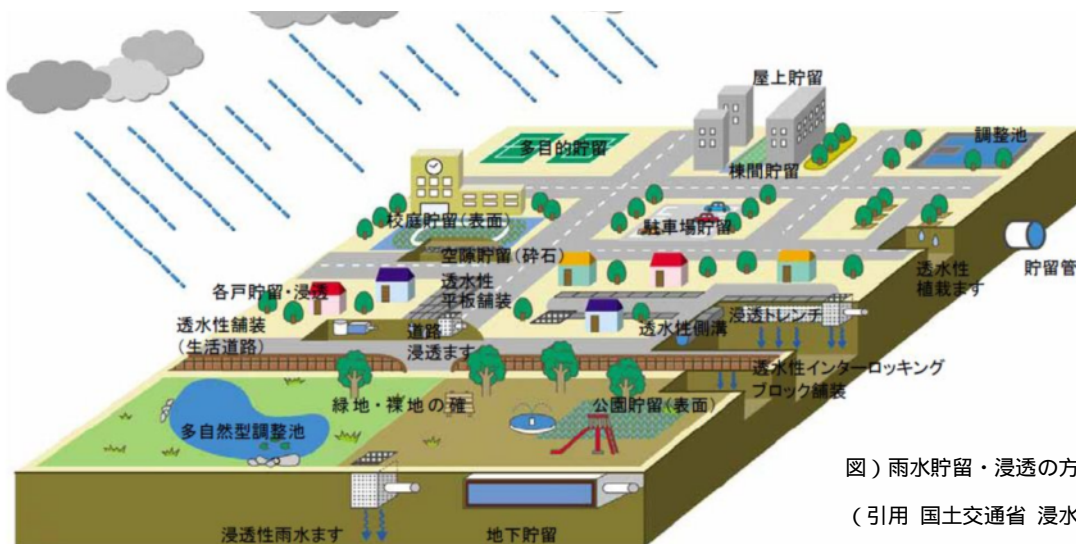 屋上貯留
多目的貯留
調整池
棟間貯留
校庭貯留(表面)
駐車場貯留
空隙貯留(砕石)
貯留管
透水性
植栽ます
各戸貯留・浸透
透水性
平板舗装
透水性舗装
(生活道路)
道路
浸透ます
浸透トレンチ
透水性側溝
透水性インターロッキング
ブロック舗装
緑地・裸地の確
公園貯留(表面)
多自然型調整池
浸透性雨水ます
地下貯留
図)雨水貯留・浸透の方
(引用 国土交通省 浸水